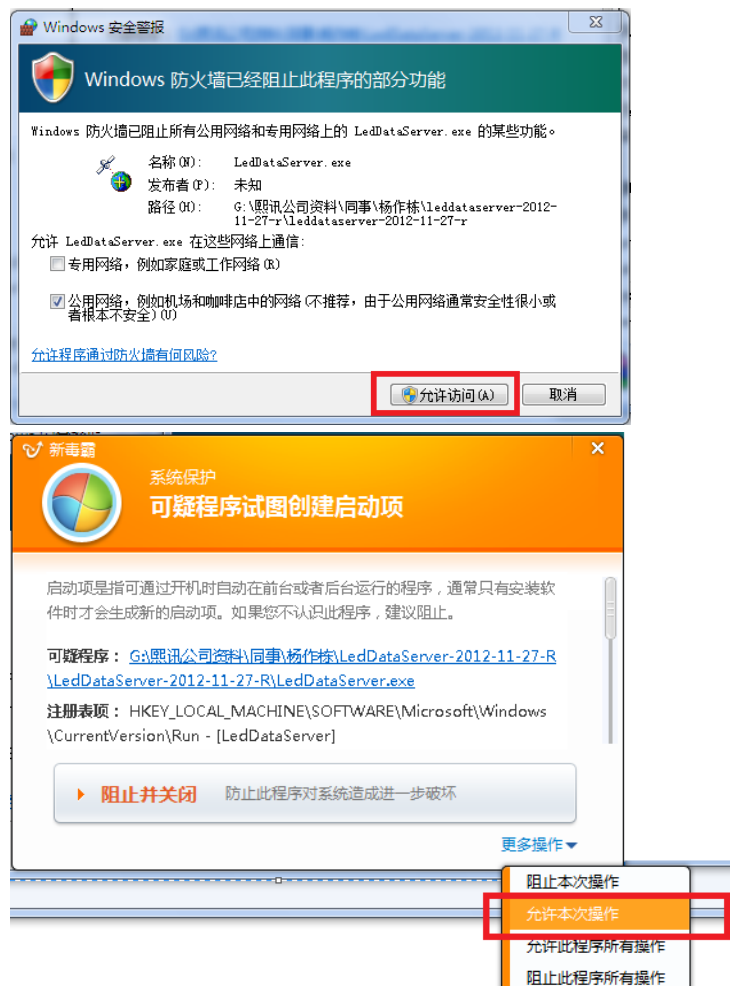 Windows 安全警报
Windows 防火墙已经阻止此程序的部分功能
Windows 防火墙已阻止所有公用网络和专用网络上的 LedDataServer.exe 的某些功能。
名称(N): LedDataServer.exe
发布者(P): 未知
路径(H): G:\熙讯公司资料\同事\杨作栋\leddataserver-2012-
11-27-r\leddataserver-2012-11-27-r
允许 LedDataServer.exe 在这些网络上通信:
专用网络，例如家庭或工作网络(R)
公用网络，例如机场和咖啡店中的网络(不推荐，由于公用网络通常安全性很小或
者根本不安全)(U)
允许程序通过防火墙有何风险?
允许访问(A)
取消
新毒霸
系统保护
可疑程序试图创建启动项
启动项是指可通过开机时自动在前台或者后台运行的程序，通常只有安装软
件时才会生成新的启动项。如果您不认识此程序，建议阻止。
可疑程序： G:\熙讯公司资料\同事\杨作栋\LedDataServer-2012-11-27-R
\LedDataServer-2012-11-27-R\LedDataServer.exe
注册表项： HKEY_LOCAL_MACHINE\SOFTWARE\Microsoft\Windows
\CurrentVersion\Run - [LedDataServer]
阻止并关闭 防止此程序对系统造成进一步破坏
更多操作
阻止本次操作
允许本次操作
允许此程序所有操作
阻止此程序所有操作